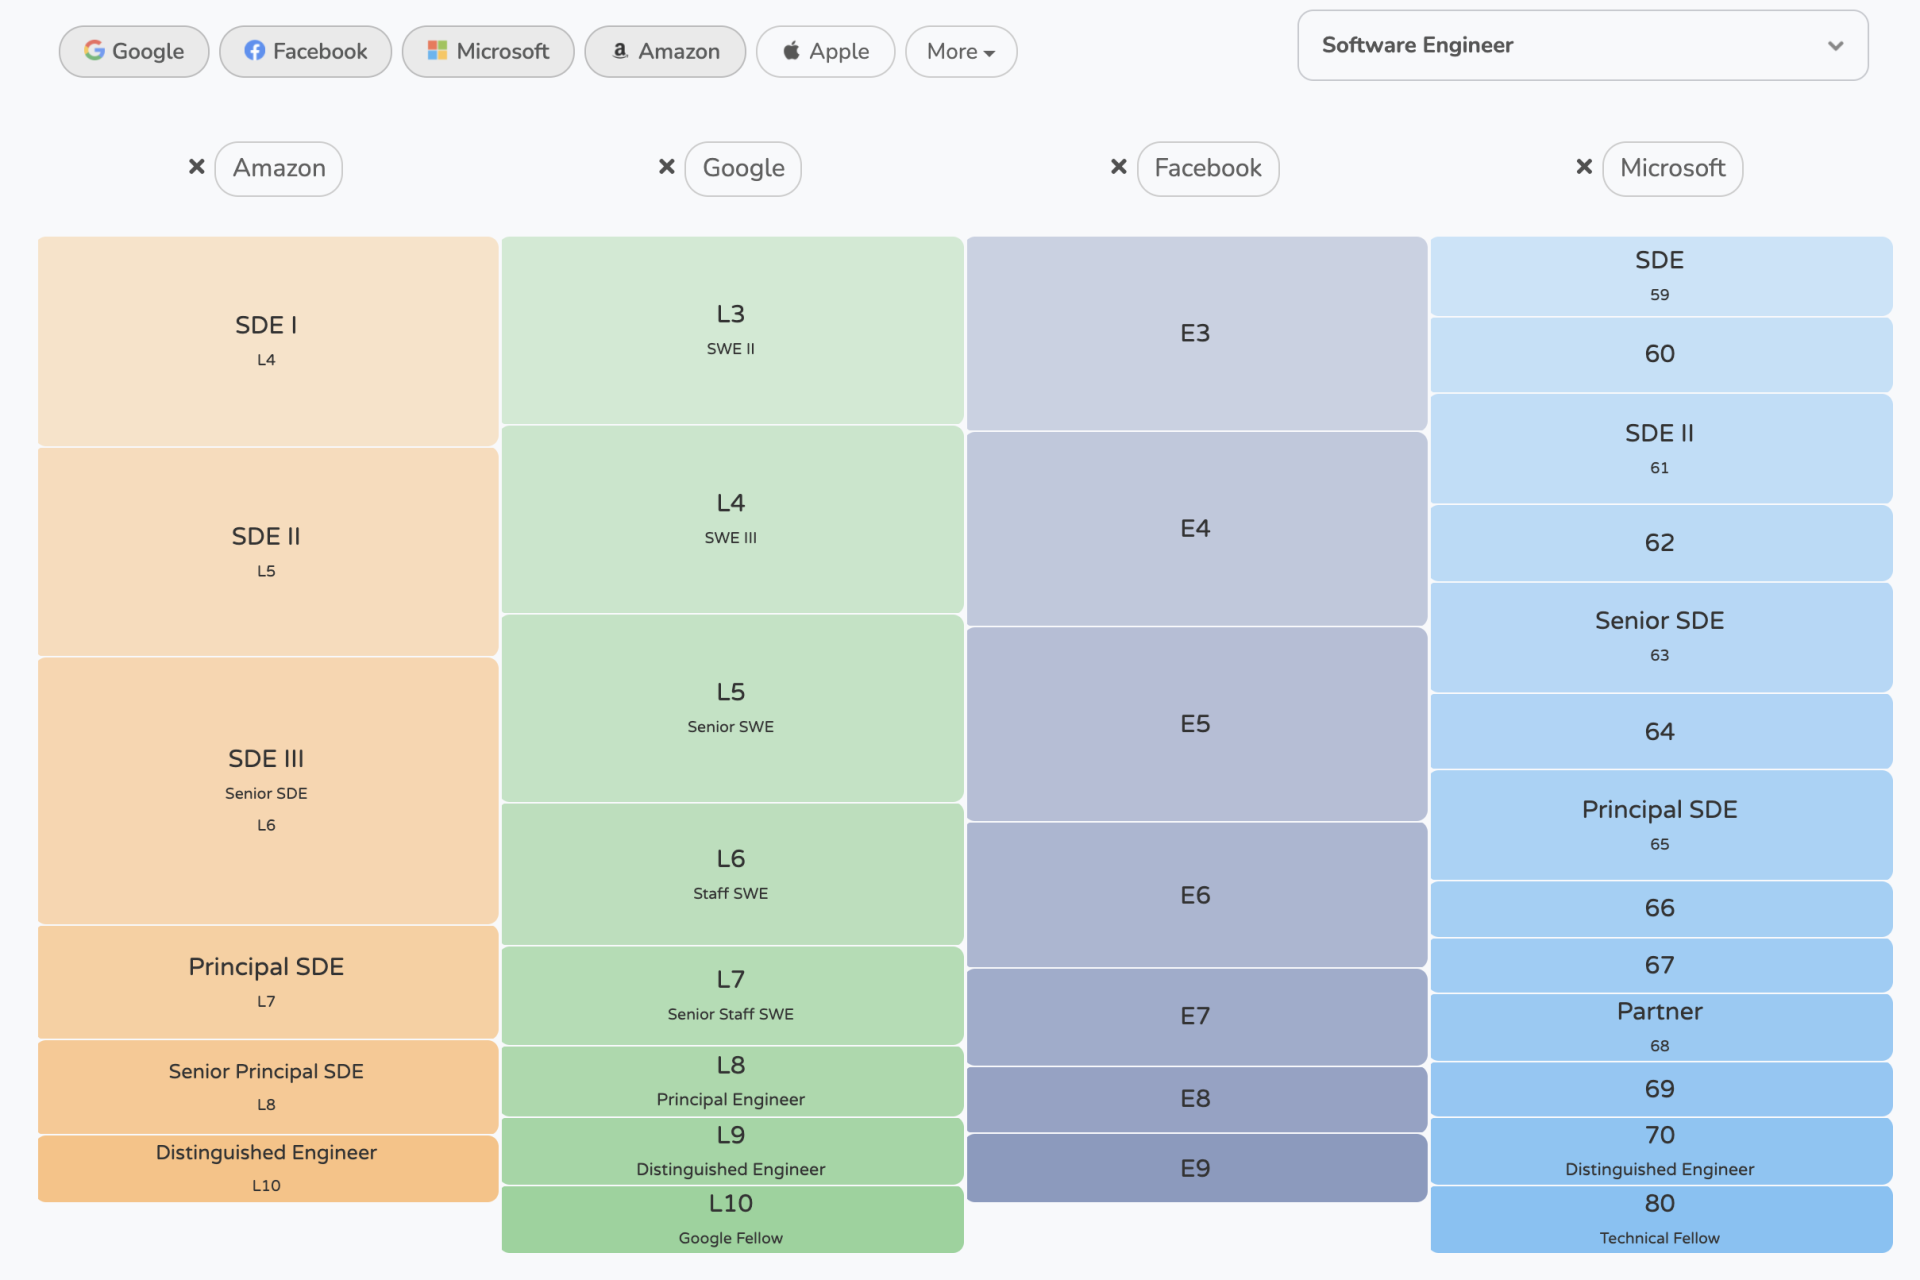 Google
Facebook
Microsoft
Amazon
Apple
More
Software Engineer
Amazon
Google
Facebook
Microsoft
SDE I
L4
SDE II
L5
SDE III
Senior SDE
L6
Principal SDE
L7
Senior Principal SDE
L8
Distinguished Engineer
L10
L3
SWE II
L4
SWE III
L5
Senior SWE
L6
Staff SWE
L7
Senior Staff SWE
L8
Principal Engineer
L9
Distinguished Engineer
L10
Google Fellow
E3
E4
E5
E6
E7
E8
E9
SDE
59
60
SDE II
61
62
Senior SDE
63
64
Principal SDE
65
66
67
Partner
68
69
70
Distinguished Engineer
80
Technical Fellow